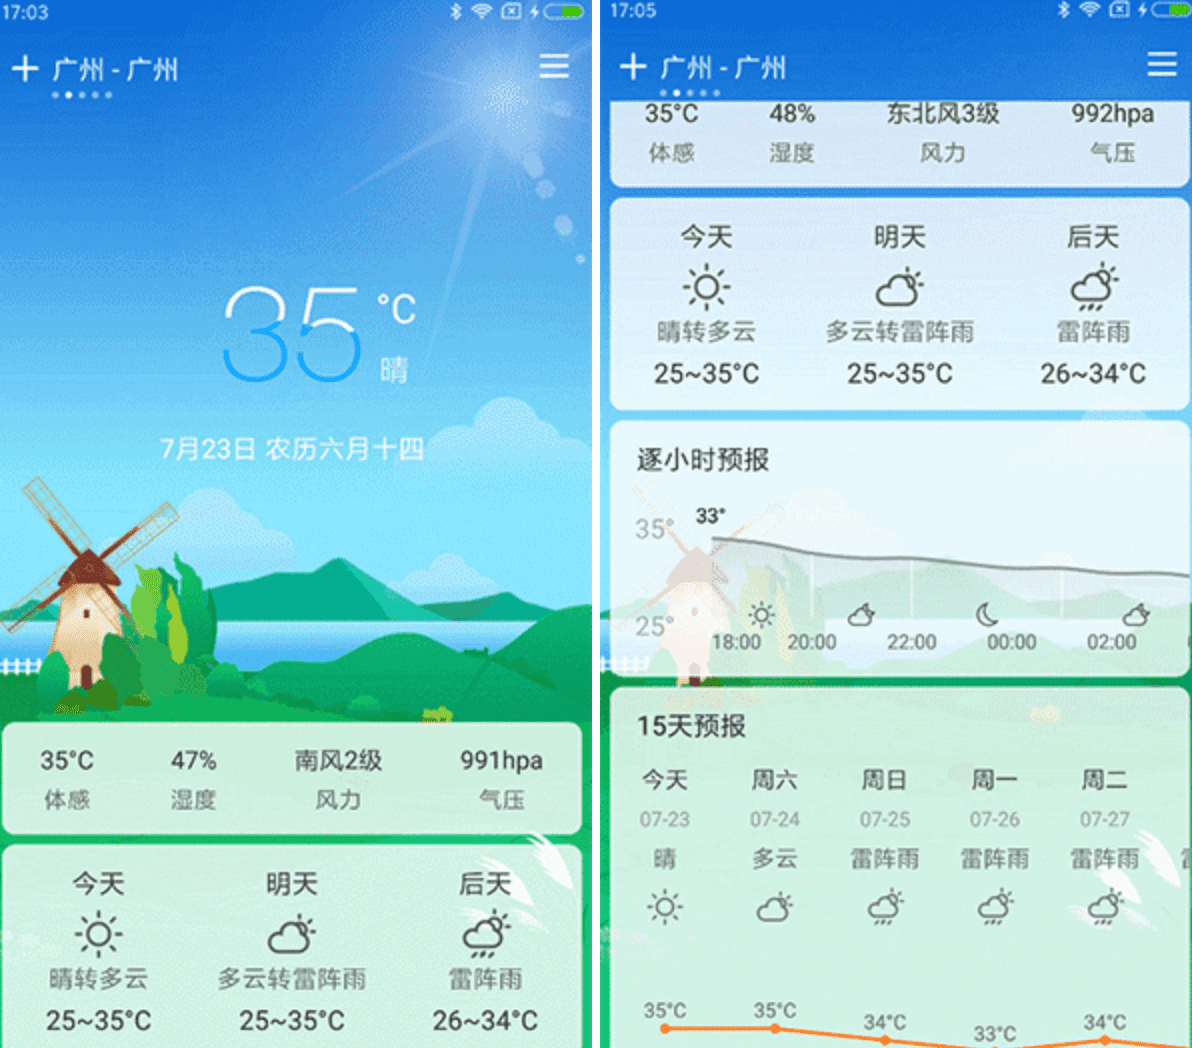 17:03
广州 - 广州
35 °C
晴
7月23日 农历六月十四
35°C 47% 南风2级 991hpa
体感 湿度 风力 气压
今天 明天 后天
晴转多云 多云转雷阵雨 雷阵雨
25~35°C 25~35°C 26~34°C
17:05
广州 - 广州
35°C 48% 东北风3级 992hpa
体感 湿度 风力 气压
今天 明天 后天
晴转多云 多云转雷阵雨 雷阵雨
25~35°C 25~35°C 26~34°C
逐小时预报
33°
35°
25°
18:00 20:00 22:00 00:00 02:00
15天预报
今天 周六 周日 周一 周二
07-23 07-24 07-25 07-26 07-27
晴 多云 雷阵雨 雷阵雨 雷阵雨
35°C 35°C 34°C 33°C 34°C